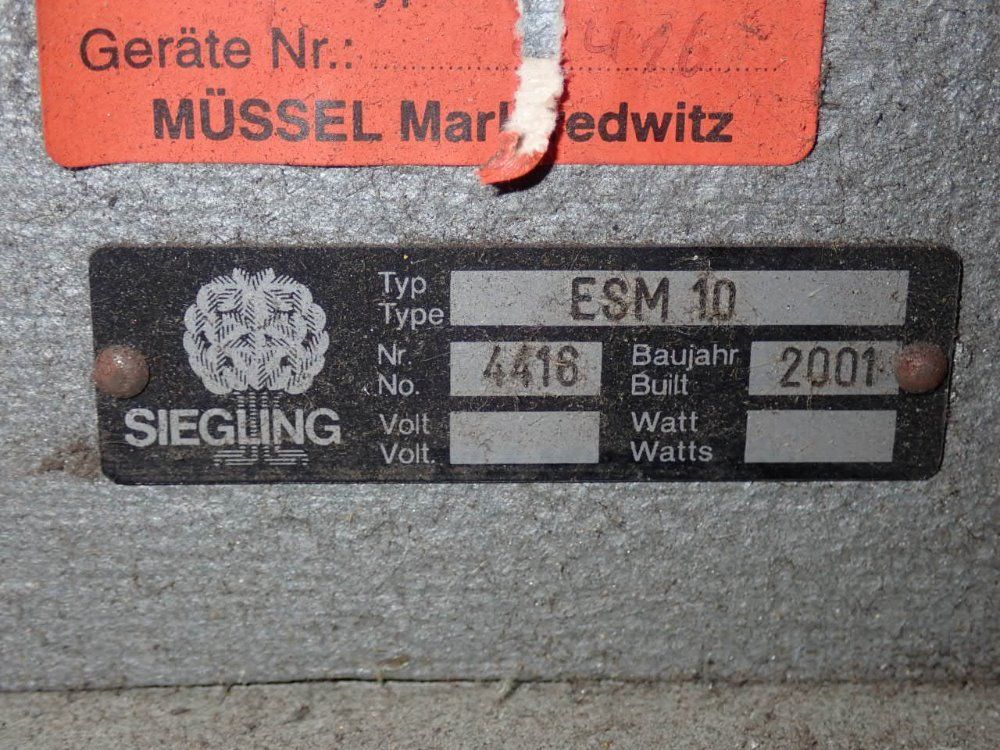 Geräte Nr.:
MÜSSEL Mar edwitz
Typ ESM 10
Type
Nr. 4416 Baujahr 2001
No. Built
SIEGLING
Volt Watt
Volt. Watts